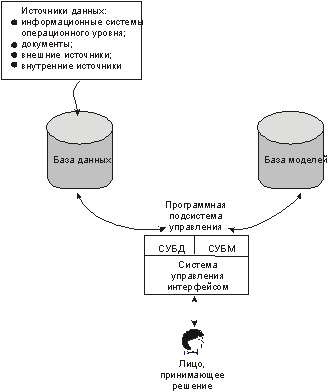 Источники данных:
информационные системы
операционного уровня;
документы;
внешние источники;
внутренние источники
База данных
База моделей
Программная
подсистема
управления
СУБД
СУБМ
Система
управления
интерфейсом
Лицо,
принимающее
решение